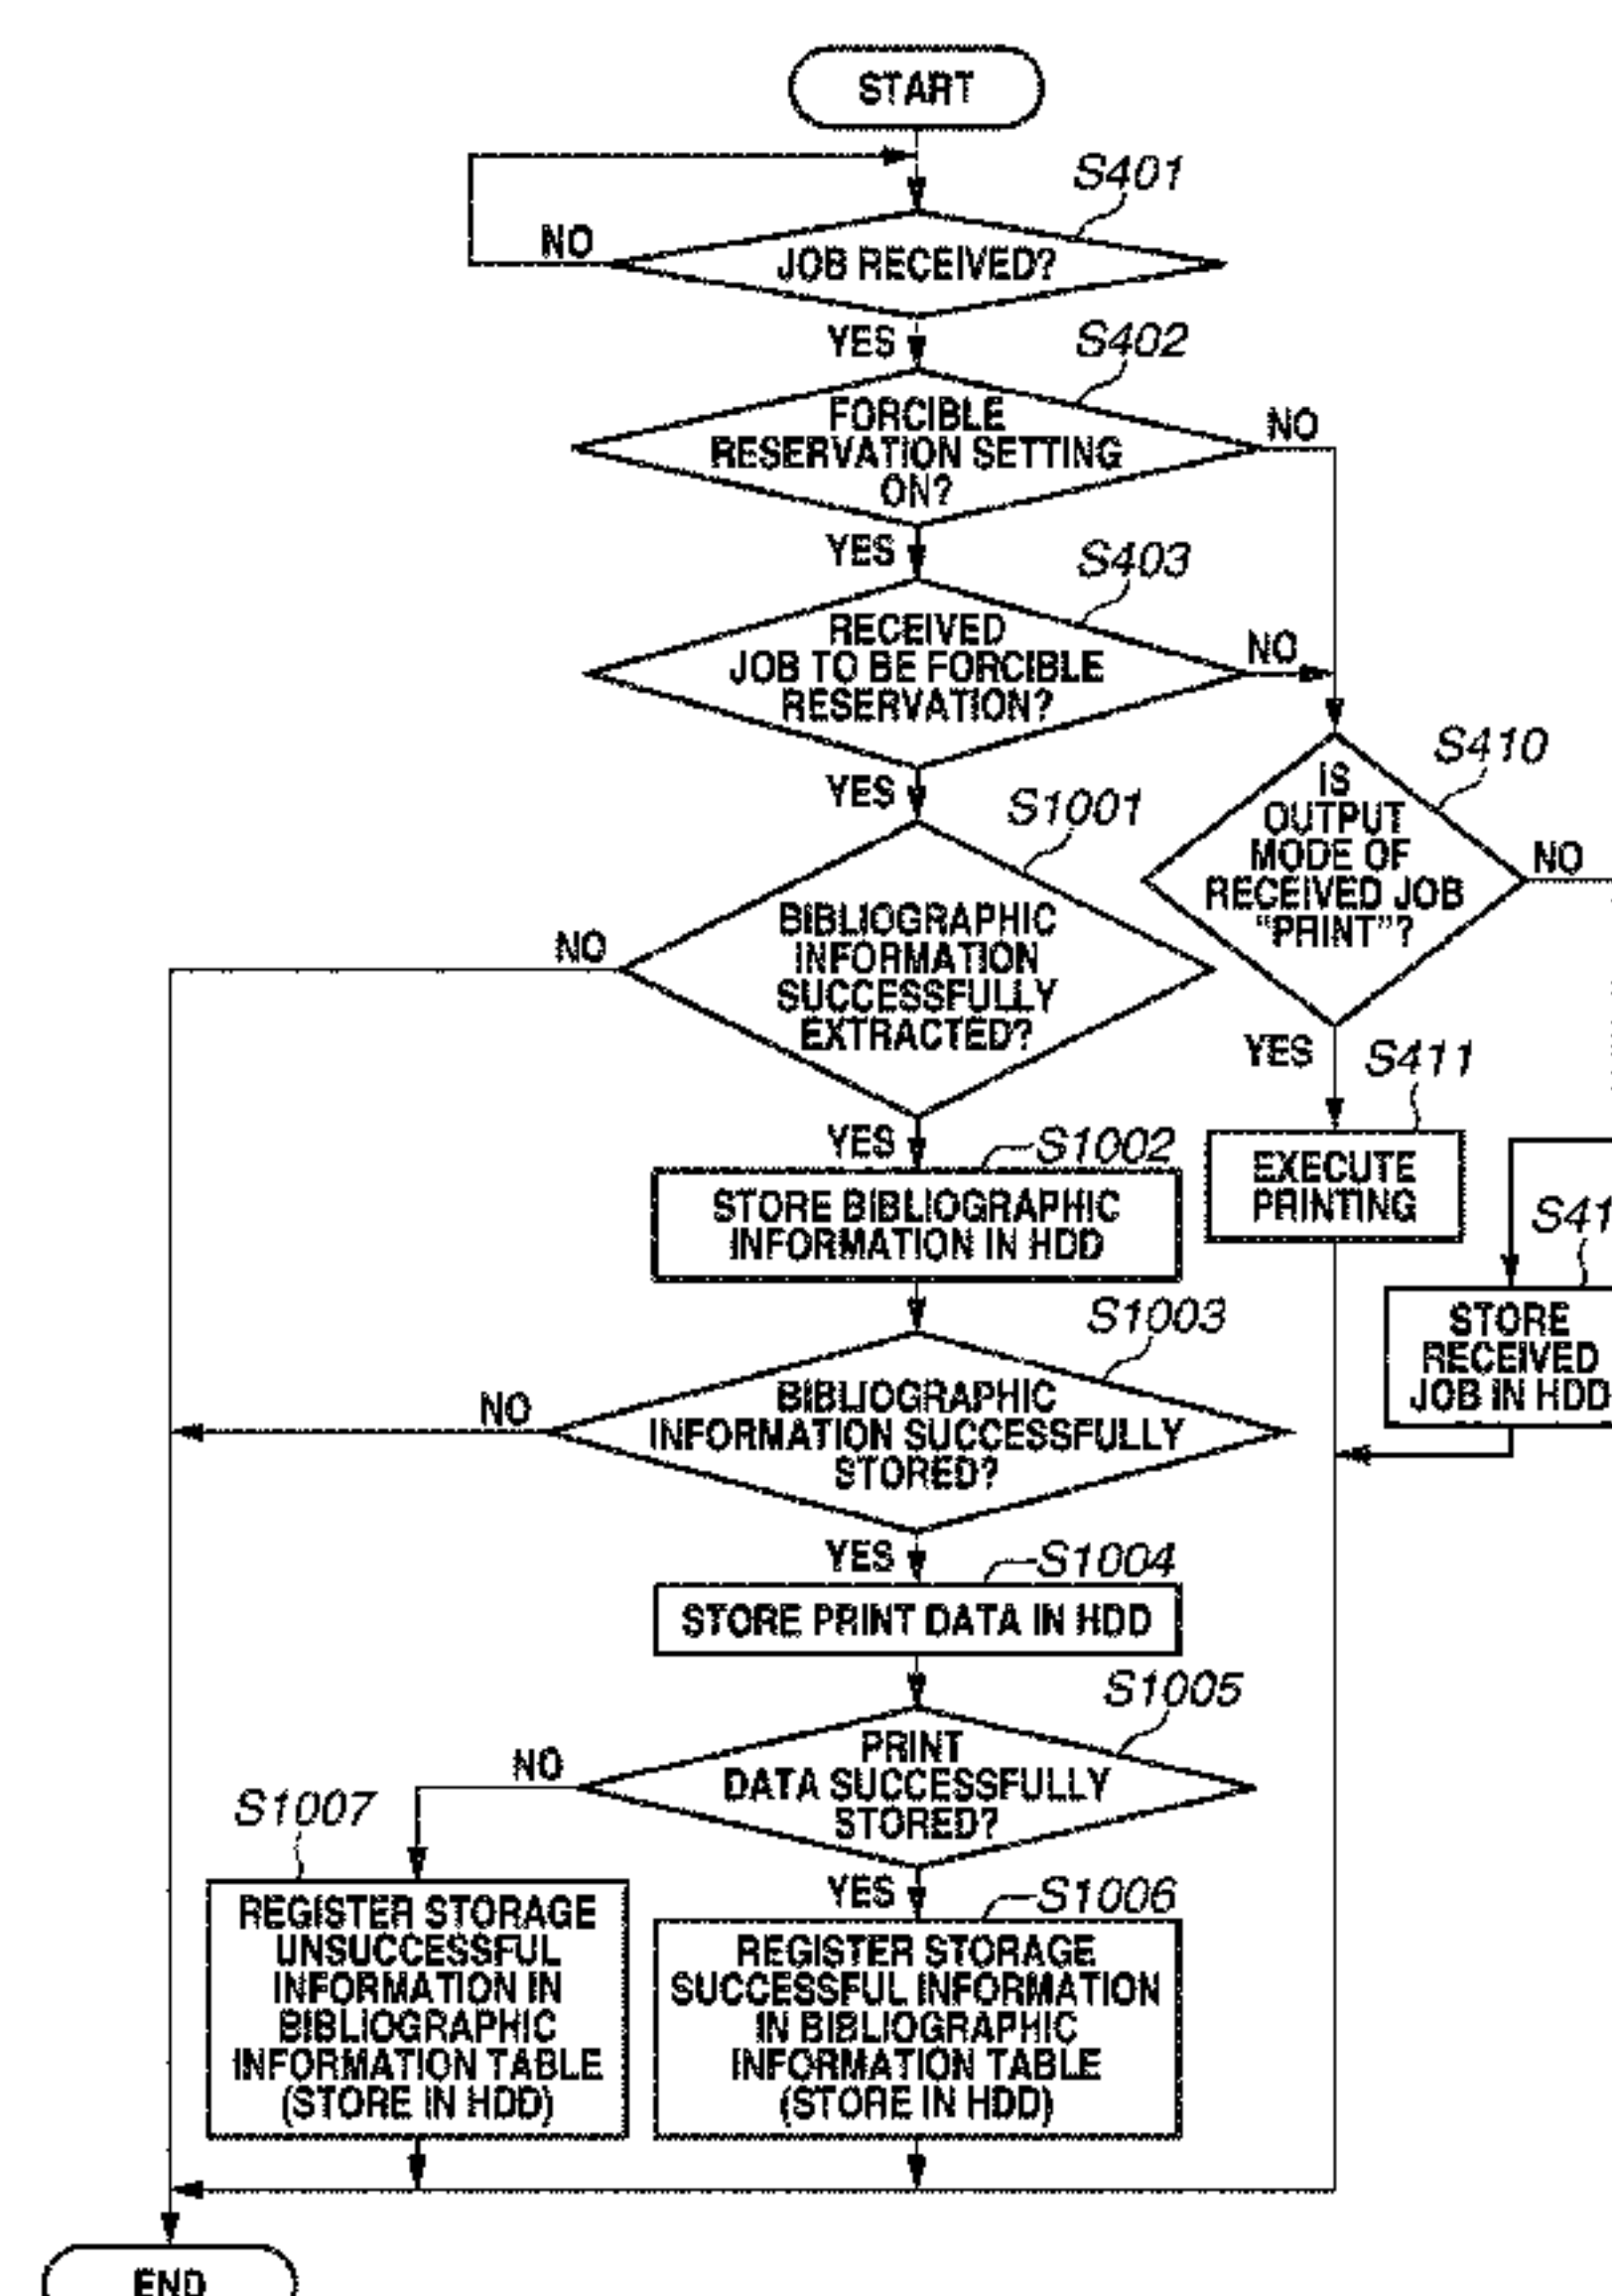 START
S401
NO
JOB RECEIVED?
YES
S402
FORCIBLE
RESERVATION SETTING
ON?
NO
YES
S403
RECEIVED
JOB TO BE FORCIBLE
RESERVATION?
NO
YES
S410
IS
OUTPUT
MODE OF
RECEIVED JOB
"PRINT"?
NO
YES
S1001
BIBLIOGRAPHIC
INFORMATION
SUCCESSFULLY
EXTRACTED?
NO
YES
S411
EXECUTE
PRINTING
S1002
STORE BIBLIOGRAPHIC
INFORMATION IN HDD
STORE
RECEIVED
JOB IN HDD
S1003
BIBLIOGRAPHIC
INFORMATION SUCCESSFULLY
STORED?
NO
YES
S1004
STORE PRINT DATA IN HDD
S1005
PRINT
DATA SUCCESSFULLY
STORED?
NO
YES
S1007
REGISTER STORAGE
UNSUCCESSFUL
INFORMATION IN
BIBLIOGRAPHIC
INFORMATION TABLE
(STORE IN HDD)
S1006
REGISTER STORAGE
SUCCESSFUL INFORMATION
IN BIBLIOGRAPHIC
INFORMATION TABLE
(STORE IN HDD)
END